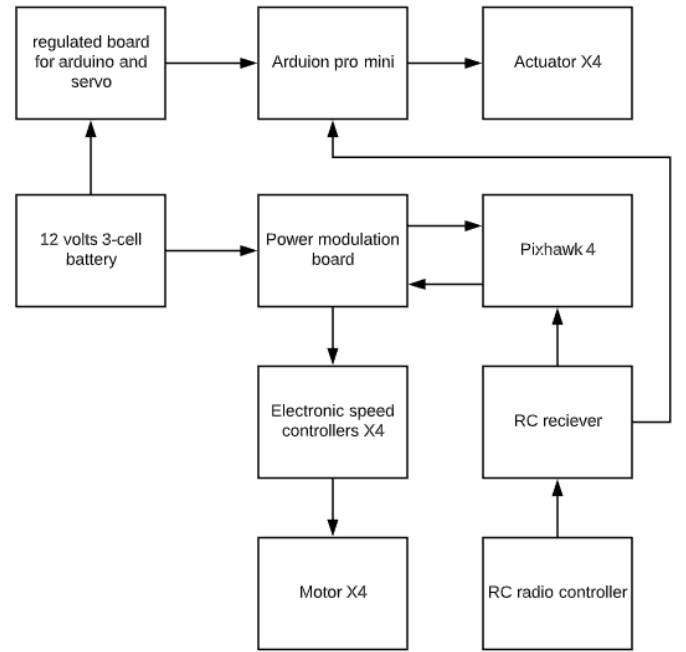 regulated board
for arduino and
servo
Arduion pro mini
Actuator X4
12 volts 3-cell
battery
Power modulation
board
Pixhawk 4
Electronic speed
controllers X4
RC reciever
Motor X4
RC radio controller